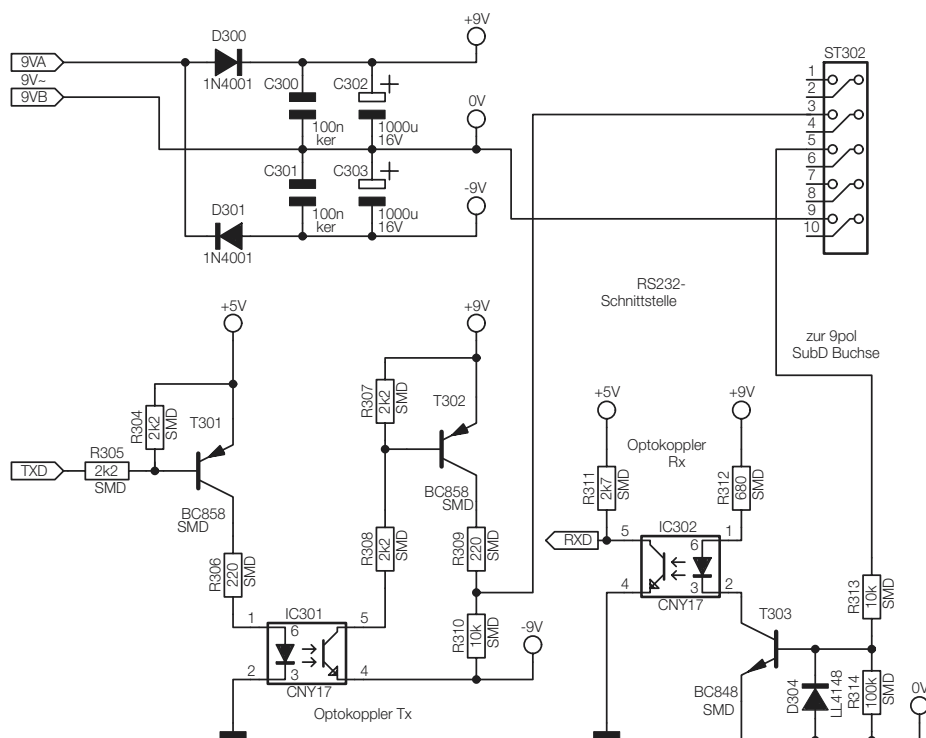 +9V
D300
ST302
9VA
9V~
9VB
1N4001
C300
C302
+
100n
ker
1000u
16V
0V
C301
C303
+
100n
ker
1000u
16V
-9V
D301
1N4001
1
2
3
4
5
6
7
8
9
10
RS232-
Schnittstelle
zur 9pol
SubD Buchse
+5V
+9V
R304
2k2
SMD
T301
TXD
R305
2k2
SMD
BC858
SMD
R306
220
SMD
R307
2k2
SMD
T302
BC858
SMD
R308
2k2
SMD
R309
220
SMD
R310
10k
SMD
-9V
IC301
1
6
5
2
3
4
CNY17
Optokoppler Tx
+5V
+9V
Optokoppler
Rx
R311
2k7
SMD
R312
680
SMD
RXD
IC302
5
6
1
4
3
2
CNY17
T303
BC848
SMD
D304
LL4148
R313
10k
SMD
R314
100k
SMD
0V